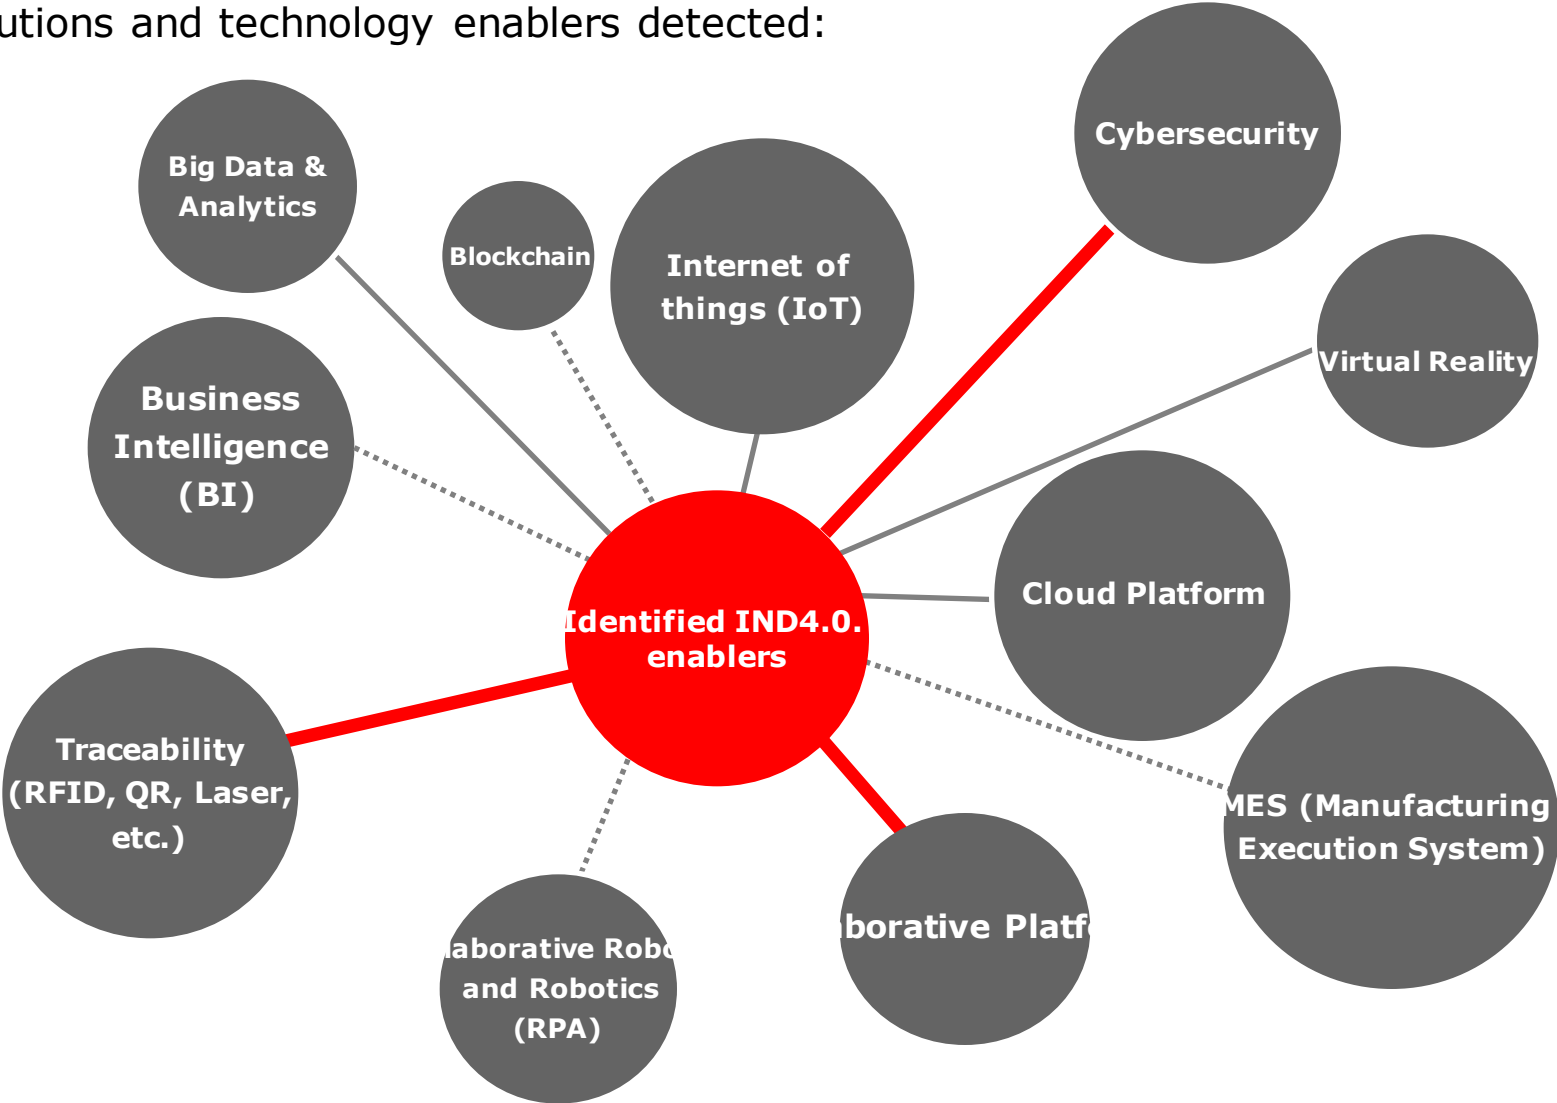 utions and technology enablers detected:
Cybersecurity
Big Data &
Analytics
Blockchain
Internet of
things (IoT)
Virtual Reality
Business
Intelligence
(BI)
Cloud Platform
Identified IND4.0.
enablers
Traceability
(RFID, QR, Laser,
etc.)
MES (Manufacturing
Execution System)
laborative Robo
and Robotics
(RPA)
borative Platfo